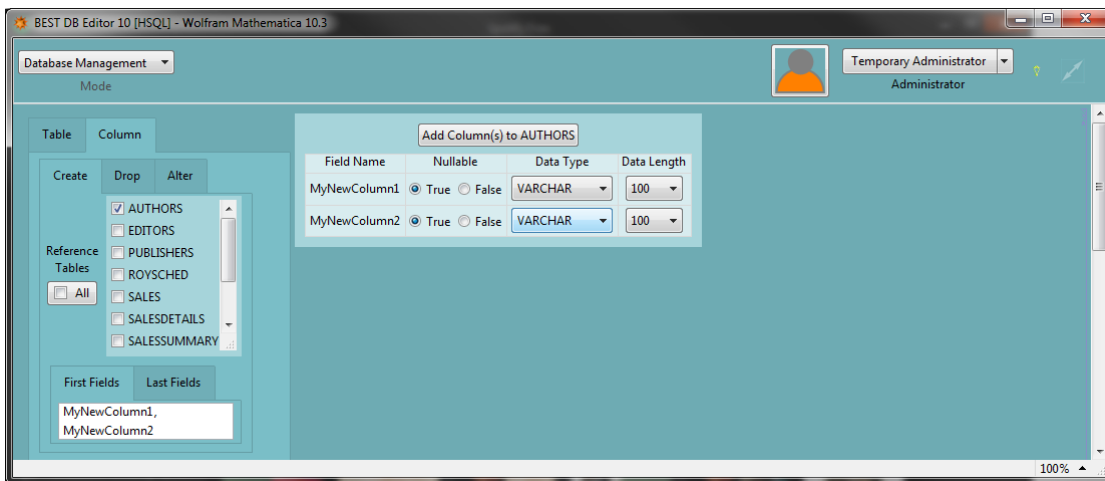 BEST DB Editor 10 [HSQL] - Wolfram Mathematica 10.3
Database Management
Mode
Temporary Administrator
Administrator
Table Column
Create Drop Alter
Reference
Tables
All
AUTHORS
EDITORS
PUBLISHERS
ROYSCHED
SALES
SALESDETAILS
SALESSUMMARY
First Fields Last Fields
MyNewColumn1,
MyNewColumn2
Add Column(s) to AUTHORS
Field Name Nullable Data Type Data Length
MyNewColumn1 True False VARCHAR 100
MyNewColumn2 True False VARCHAR 100
100%